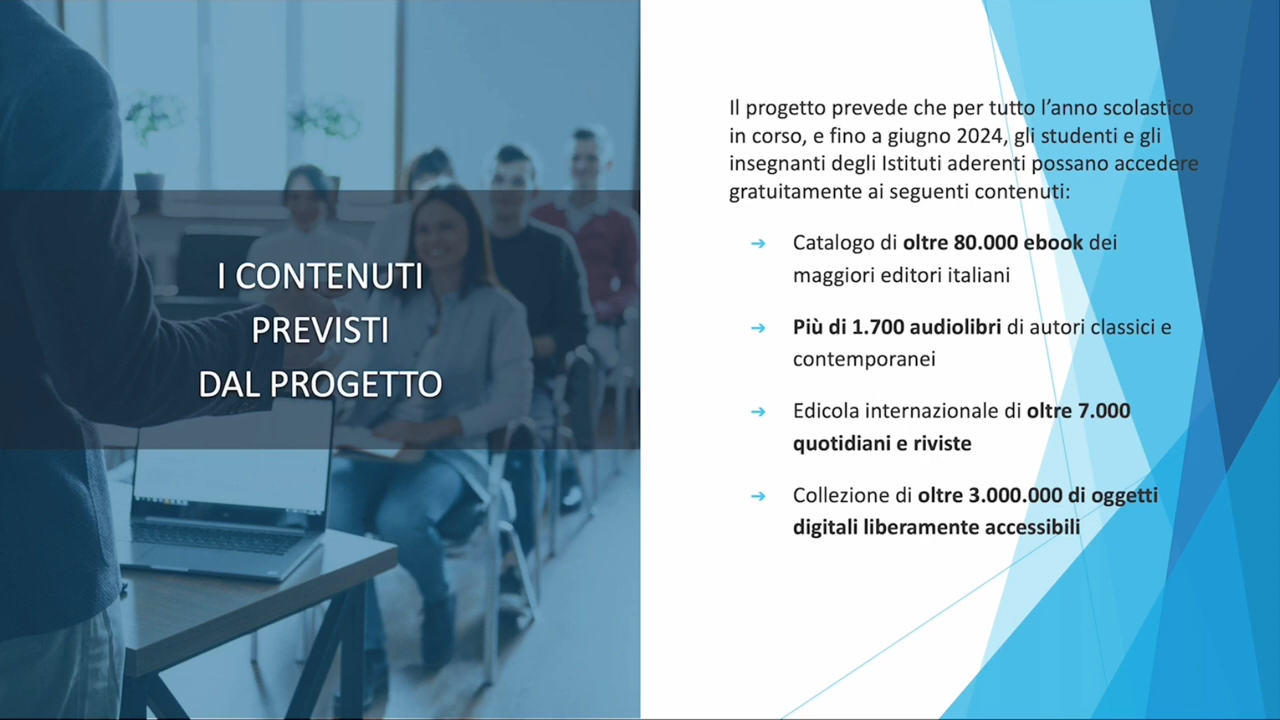 I CONTENUTI
PREVISTI
DAL PROGETTO
Il progetto prevede che per tutto l’anno scolastico
in corso, e fino a giugno 2024, gli studenti e gli
insegnanti degli Istituti aderenti possano accedere
gratuitamente ai seguenti contenuti:
➔ Catalogo di oltre 80.000 ebook dei
maggiori editori italiani
➔ Più di 1.700 audiolibri di autori classici e
contemporanei
➔ Edicola internazionale di oltre 7.000
quotidiani e riviste
➔ Collezione di oltre 3.000.000 di oggetti
digitali liberamente accessibili